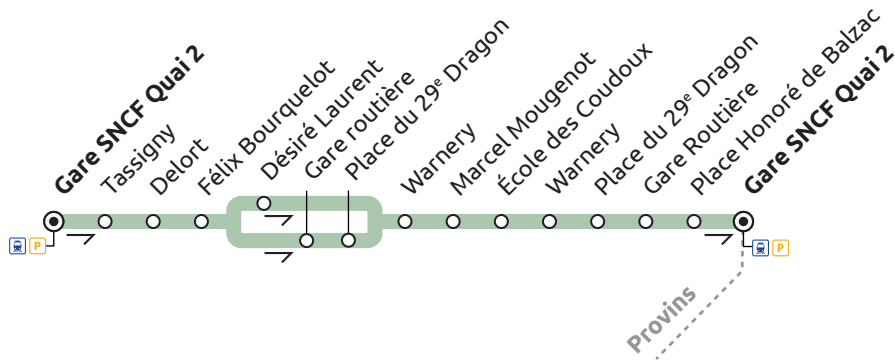 Gare SNCF Quai 2
Tassigny
Delort
Félix Bourquelot
Désiré Laurent
Gare routière
Place du 29e Dragon
Warnery
Marcel Mougenot
École des Coudoux
Warnery
Place du 29e Dragon
Gare Routière
Place Honoré de Balzac
Gare SNCF Quai 2
P
P
Provins